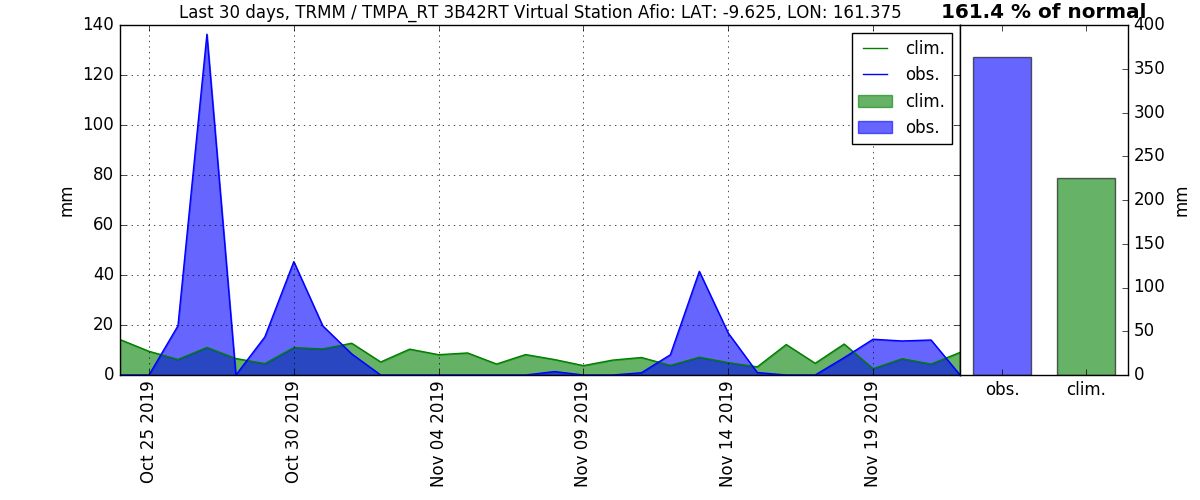 Last 30 days, TRMM / TMPA_RT 3B42RT Virtual Station Afio: LAT: -9.625, LON: 161.375
161.4 % of normal
140
120
100
80
60
40
20
0
mm
clim.
obs.
clim.
obs.
400
350
300
250
200
150
100
50
0
mm
obs.
clim.
Oct 25 2019
Oct 30 2019
Nov 04 2019
Nov 09 2019
Nov 14 2019
Nov 19 2019